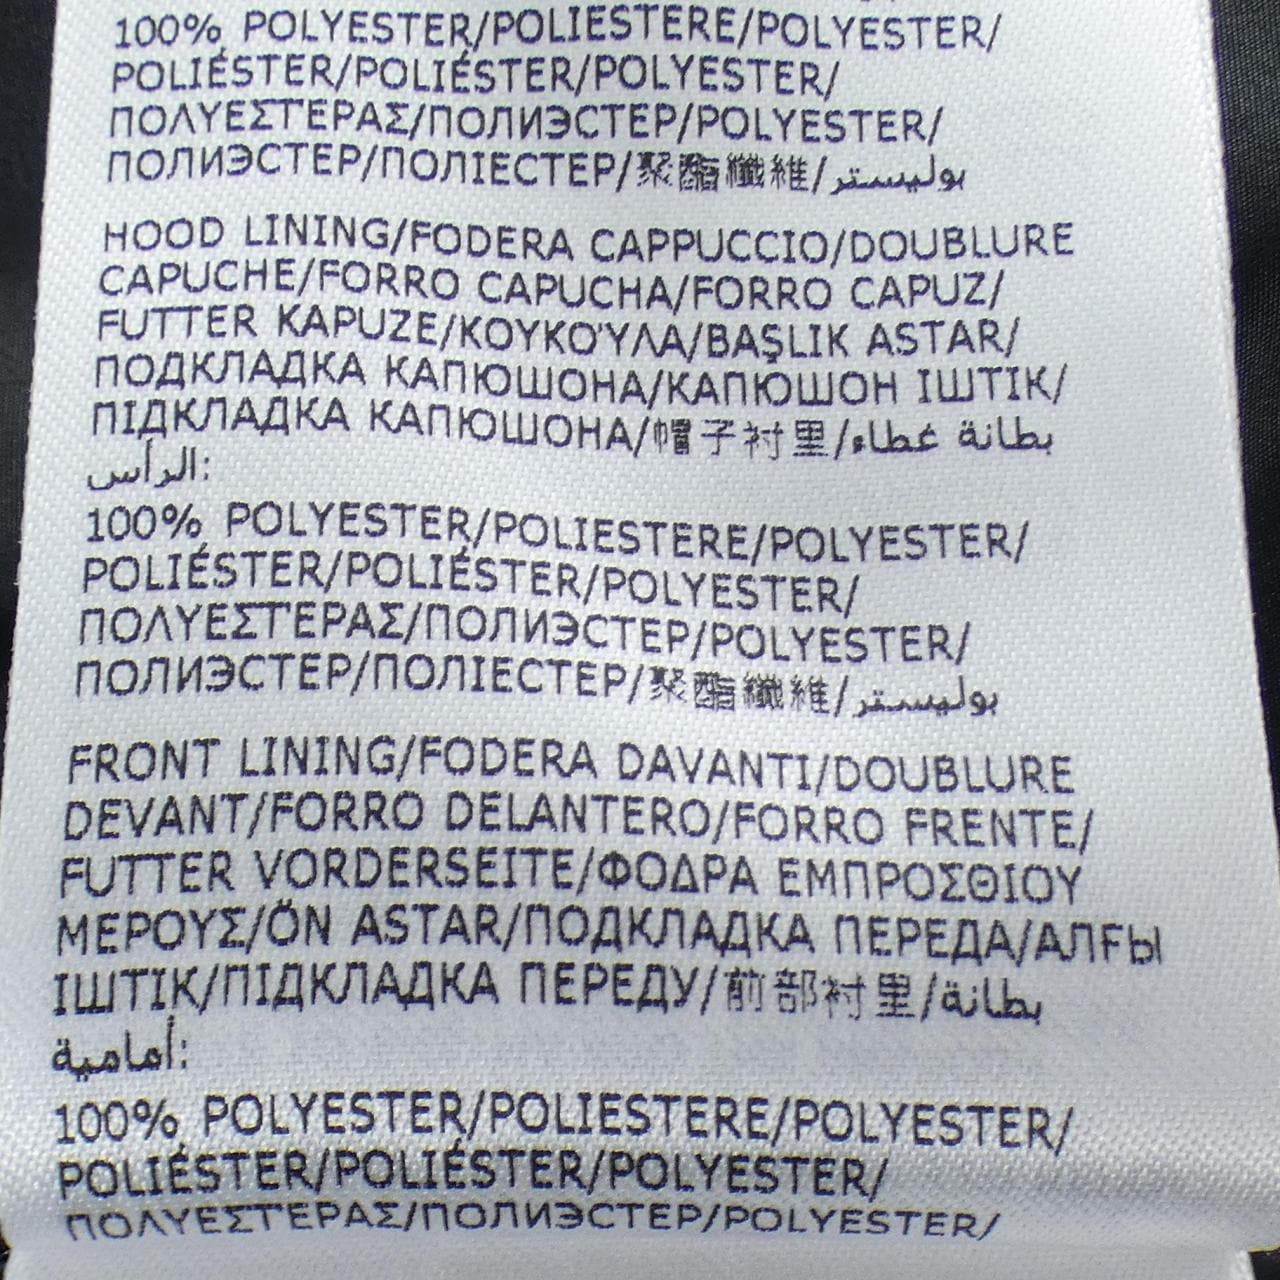 100% POLYESTER/POLIESTERE/POLYESTER/
POLIÉSTER/POLIÉSTER/POLYESTER/
ΠΟΛΥΕΣΤΕΡΑΣ/ПОЛИЭСТЕР/POLYESTER/
ПОЛИЭСТЕР/ПОЛІЕСТЕР/聚酯纖維/بوليستر
HOOD LINING/FODERA CAPPUCCIO/DOUBLURE
CAPUCHE/FORRO CAPUCHA/FORRO CAPUZ/
FUTTER KAPUZE/ΚΟΥΚΟΎΛΑ/BAŞLIK ASTAR/
ПОДКЛАДКА КАПЮШОНА/КАПЮШОН ІШТІК/
ПІДКЛАДКА КАПЮШОНА/帽子衬里/بطانة غطاء
الرأس:
100% POLYESTER/POLIESTERE/POLYESTER/
POLIÉSTER/POLIÉSTER/POLYESTER/
ΠΟΛΥΕΣΤΕΡΑΣ/ПОЛИЭСТЕР/POLYESTER/
ПОЛИЭСТЕР/ПОЛІЕСТЕР/聚酯纖維/بوليستر
FRONT LINING/FODERA DAVANTI/DOUBLURE
DEVANT/FORRO DELANTERO/FORRO FRENTE/
FUTTER VORDERSEITE/ΦΟΔΡΑ ΕΜΠΡΟΣΘΙΟΥ
ΜΕΡΟΥΣ/ÖN ASTAR/ПОДКЛАДКА ПЕРЕДА/АЛҒЫ
ІШТІК/ПІДКЛАДКА ПЕРЕДУ/前部衬里/بطانة
أمامية:
100% POLYESTER/POLIESTERE/POLYESTER/
POLIÉSTER/POLIÉSTER/POLYESTER/
ΠΟΛΥΕΣΤΕΡΑΣ/ПОЛИЭСТЕР/POLYESTER/